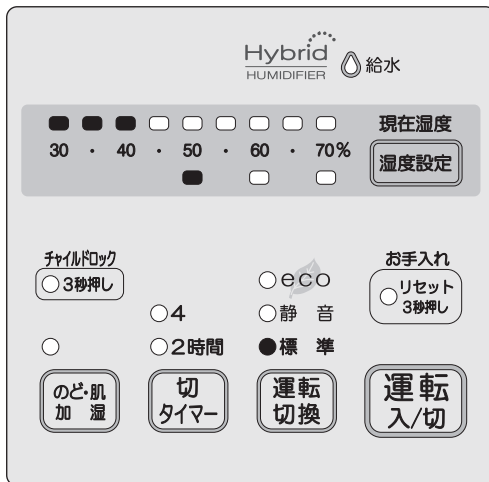 Hybrid
HUMIDIFIER
給水
現在湿度
30 ・ 40 ・ 50 ・ 60 ・ 70%
湿度設定
チャイルドロック
3秒押し
お手入れ
リセット
3秒押し
eco
静 音
標 準
4
2時間
のど・肌
加 湿
切
タイマー
運転
切換
運転
入/切